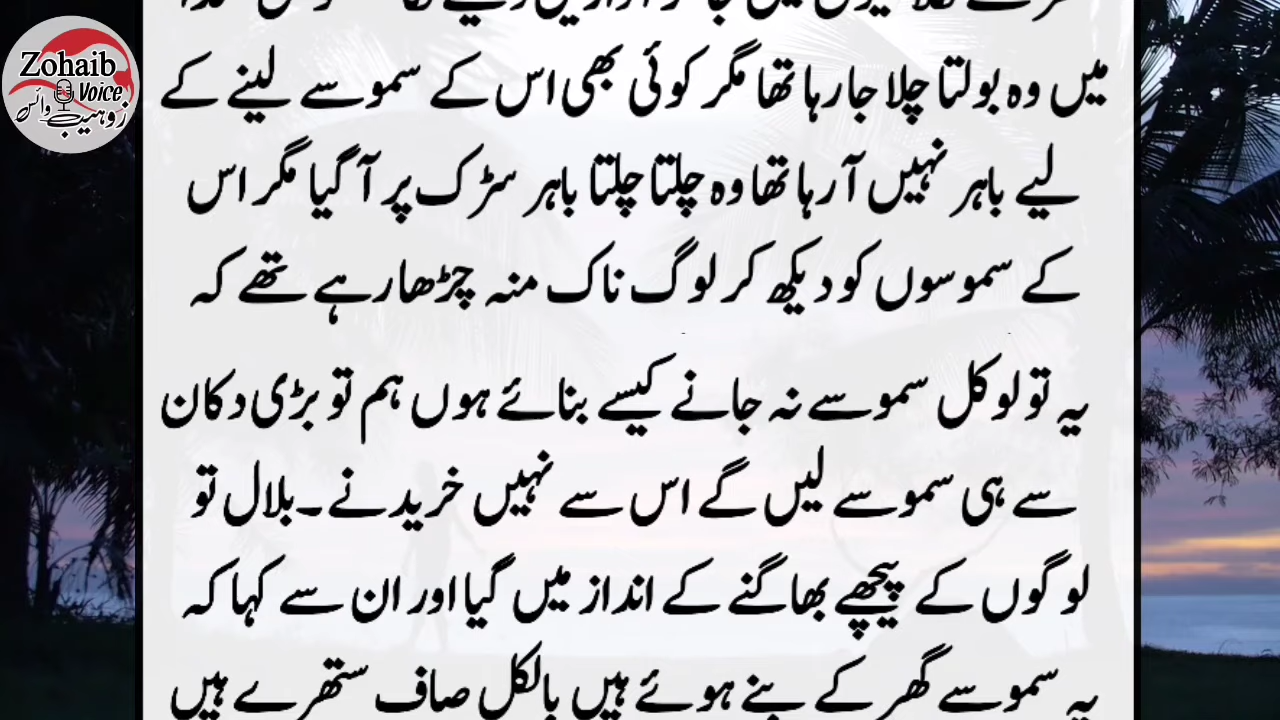 Zohaib
Voice
زوہیب وائس
میں وہ بولتا چلا جا رہا تھا مگر کوئی بھی اس کے سموسے لینے کے
لیے باہر نہیں آ رہا تھا وہ چلتا چلتا باہر سڑک پر آ گیا مگر اس
کے سموسوں کو دیکھ کر لوگ ناک منہ چڑھا رہے تھے کہ
یہ تو لوکل سموسے نہ جانے کیسے بنائے ہوں ہم تو بڑی دکان
سے ہی سموسے لیں گے اس سے نہیں خریدنے ۔ بلال تو
لوگوں کے پیچھے بھاگنے کے انداز میں گیا اور ان سے کہا کہ
یہ سموسے گھر کے بنے ہوئے ہیں بالکل صاف ستھرے ہیں